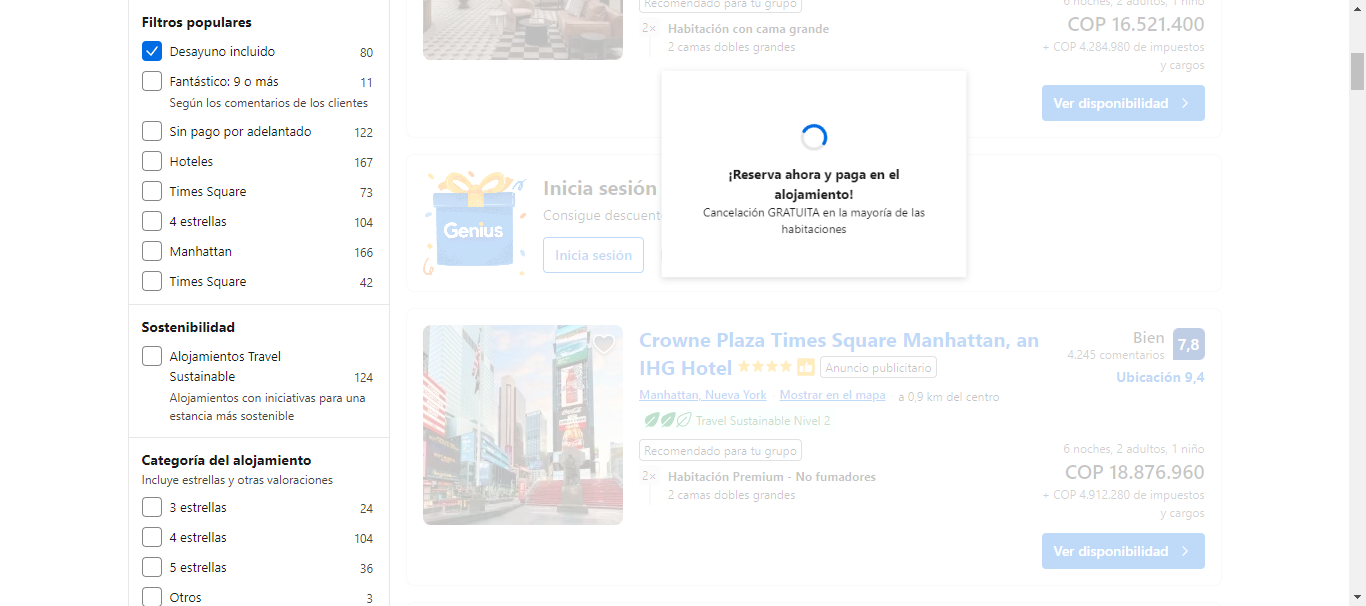 Filtros populares
Desayuno incluido 80
Fantástico: 9 o más 11
Según los comentarios de los clientes
Sin pago por adelantado 122
Hoteles 167
Times Square 73
4 estrellas 104
Manhattan 166
Times Square 42
Sostenibilidad
Alojamientos Travel
Sustainable 124
Alojamientos con iniciativas para una
estancia más sostenible
Categoría del alojamiento
Incluye estrellas y otras valoraciones
3 estrellas 24
4 estrellas 104
5 estrellas 36
Otros 3
Recomendado para tu grupo
2× Habitación con cama grande
2 camas dobles grandes
6 noches, 2 adultos, 1 niño
COP 16.521.400
+ COP 4.284.980 de impuestos
y cargos
Ver disponibilidad
Genius
Inicia sesión
Consigue descuent
Inicia sesión
¡Reserva ahora y paga en el
alojamiento!
Cancelación GRATUITA en la mayoría de las
habitaciones
Crowne Plaza Times Square Manhattan, an
IHG Hotel Anuncio publicitario
Manhattan, Nueva York · Mostrar en el mapa · a 0,9 km del centro
Travel Sustainable Nivel 2
Bien 7,8
4.245 comentarios
Ubicación 9,4
Recomendado para tu grupo
2× Habitación Premium - No fumadores
2 camas dobles grandes
6 noches, 2 adultos, 1 niño
COP 18.876.960
+ COP 4.912.280 de impuestos
y cargos
Ver disponibilidad